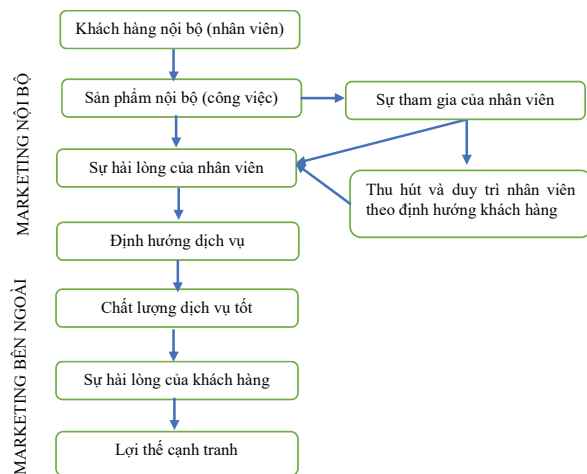 MARKETING NỘI BỘ
Khách hàng nội bộ (nhân viên)
Sản phẩm nội bộ (công việc)
Sự tham gia của nhân viên
Sự hài lòng của nhân viên
Thu hút và duy trì nhân viên
theo định hướng khách hàng
Định hướng dịch vụ
MARKETING BÊN NGOÀI
Chất lượng dịch vụ tốt
Sự hài lòng của khách hàng
Lợi thế cạnh tranh